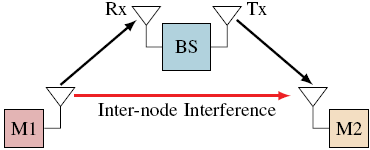 Rx Tx
BS
Inter-node Interference
M1 M2